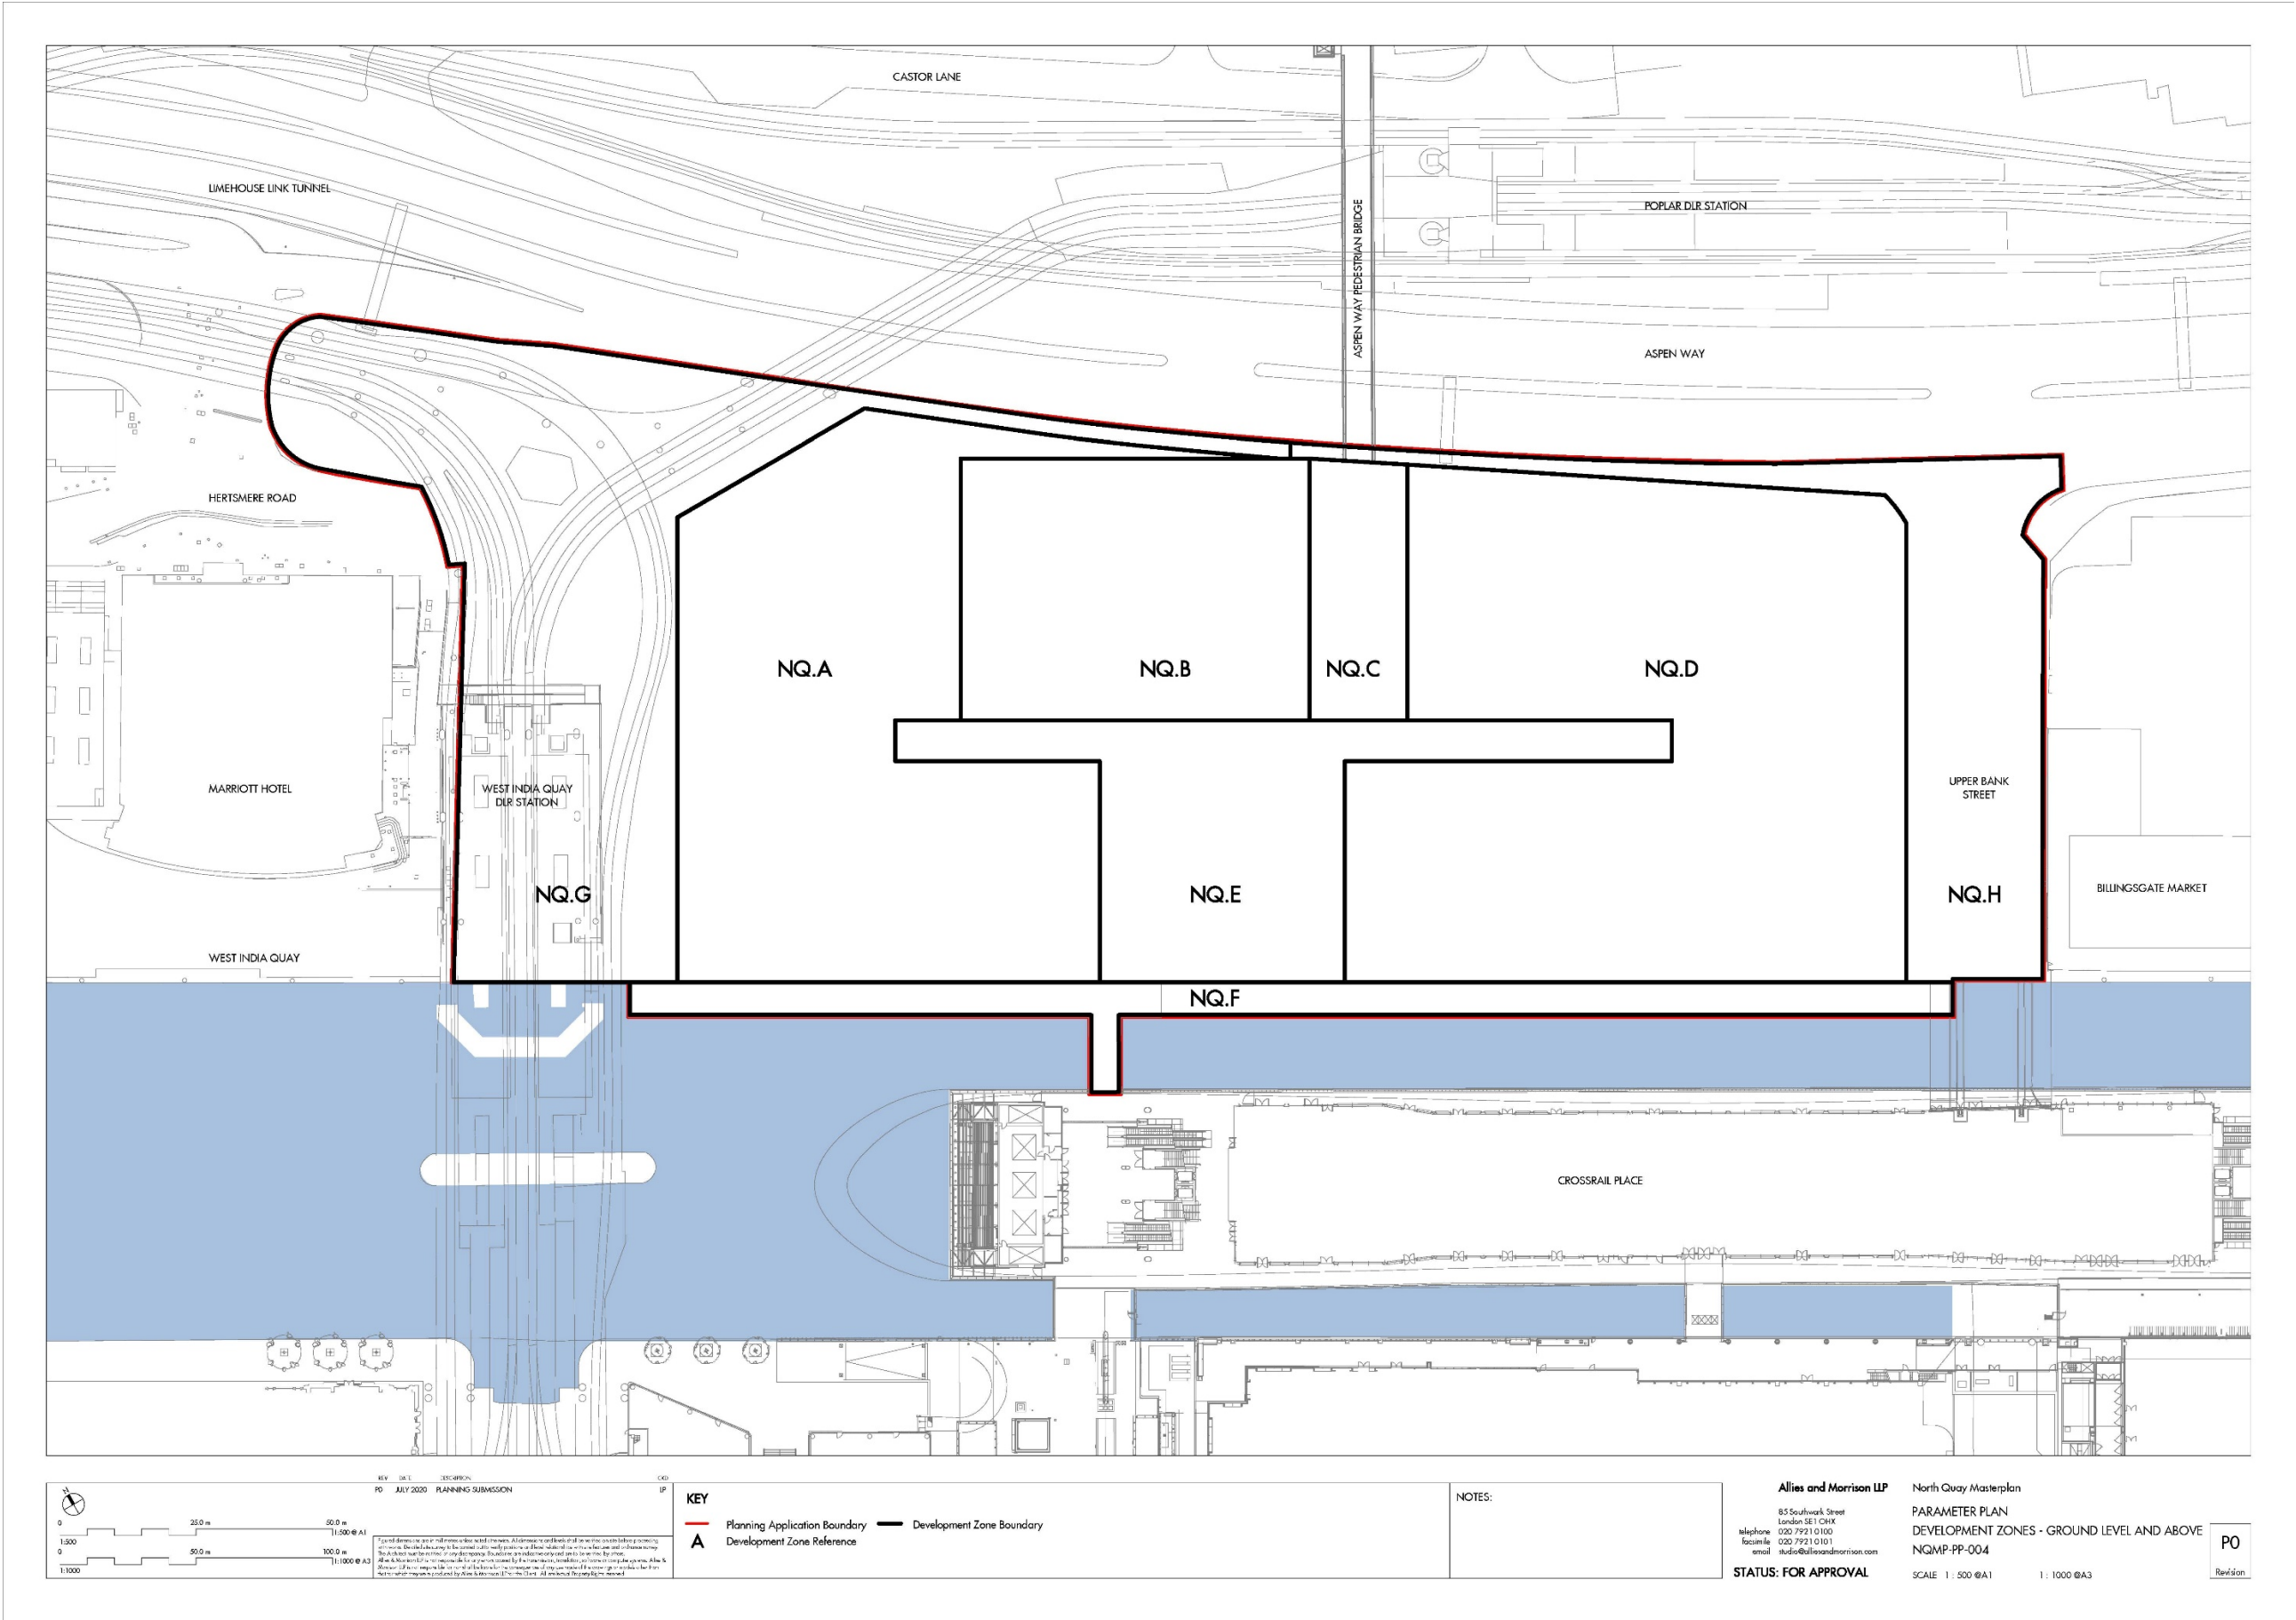 CASTOR LANE
LIMEHOUSE LINK TUNNEL
POPLAR DLR STATION
ASPEN WAY PEDESTRIAN BRIDGE
ASPEN WAY
HERTSMERE ROAD
NQ.A
NQ.B
NQ.C
NQ.D
MARRIOTT HOTEL
WEST INDIA QUAY
DLR STATION
UPPER BANK
STREET
NQ.G
NQ.E
NQ.H
BILLINGSGATE MARKET
WEST INDIA QUAY
NQ.F
CROSSRAIL PLACE
N
0 25.0 m 50.0 m
1:500 @ A1
1:500
0 50.0 m 100.0 m
1:1000 @ A3
1:1000
REV DATE DESCRIPTION CKD
P0 JULY 2020 PLANNING SUBMISSION LP
KEY
Planning Application Boundary Development Zone Boundary
A Development Zone Reference
NOTES:
Allies and Morrison LLP
85 Southwark Street
London SE1 0HX
telephone 020 7921 0100
facsimile 020 7921 0101
email studio@alliesandmorrison.com
STATUS: FOR APPROVAL
North Quay Masterplan
PARAMETER PLAN
DEVELOPMENT ZONES - GROUND LEVEL AND ABOVE
NQMP-PP-004
SCALE 1 : 500 @A1 1 : 1000 @A3
P0
Revision